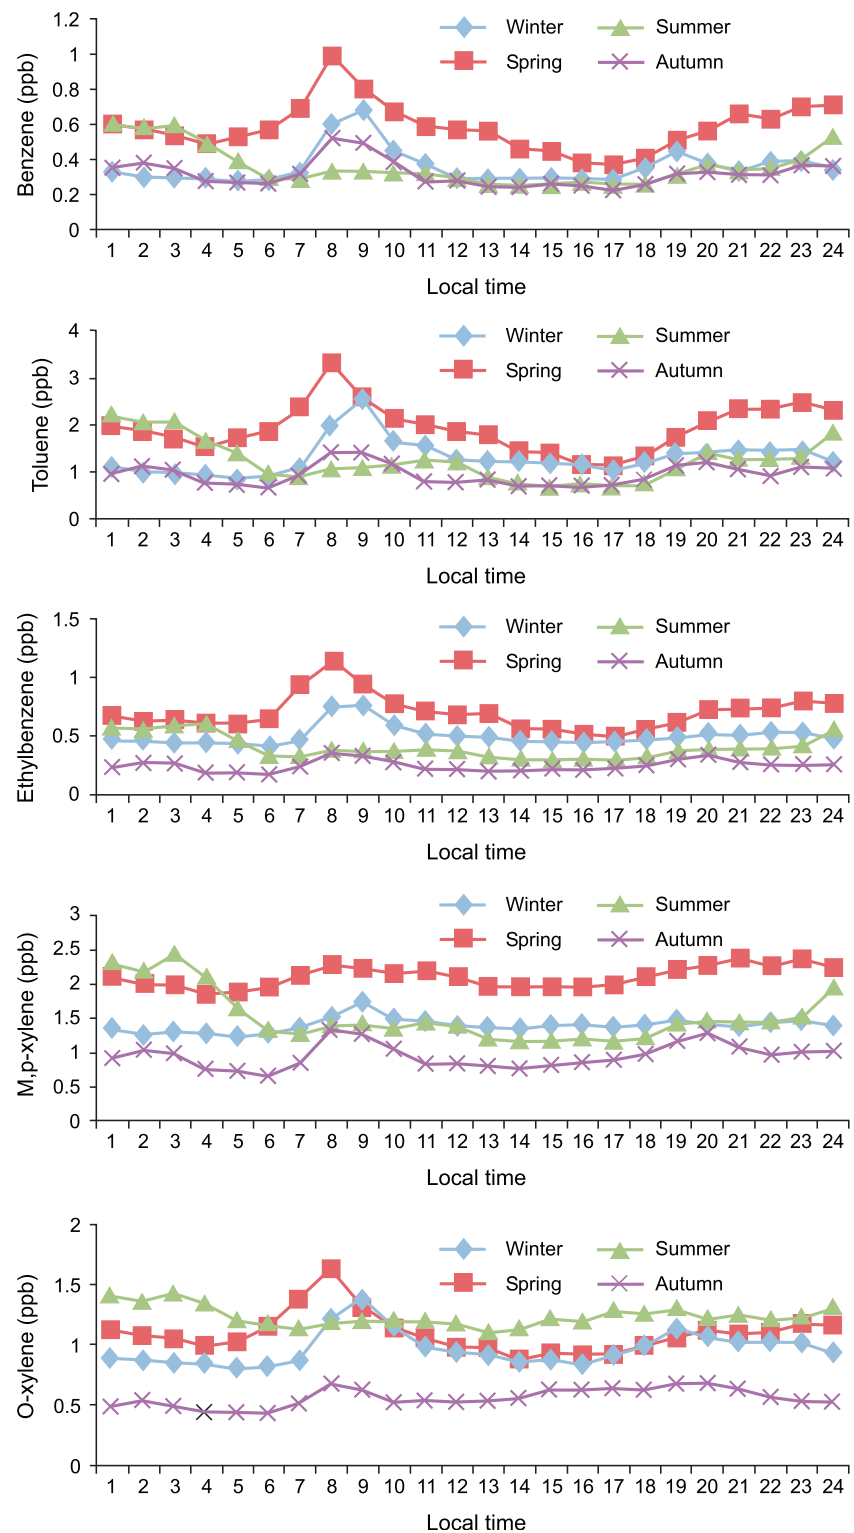 Benzene (ppb)
1.2
1
0.8
0.6
0.4
0.2
0
Winter
Summer
Spring
Autumn
1 2 3 4 5 6 7 8 9 10 11 12 13 14 15 16 17 18 19 20 21 22 23 24
Local time
Toluene (ppb)
4
3
2
1
0
Winter
Summer
Spring
Autumn
1 2 3 4 5 6 7 8 9 10 11 12 13 14 15 16 17 18 19 20 21 22 23 24
Local time
Ethylbenzene (ppb)
1.5
1
0.5
0
Winter
Summer
Spring
Autumn
1 2 3 4 5 6 7 8 9 10 11 12 13 14 15 16 17 18 19 20 21 22 23 24
Local time
M,p-xylene (ppb)
3
2.5
2
1.5
1
0.5
0
Winter
Summer
Spring
Autumn
1 2 3 4 5 6 7 8 9 10 11 12 13 14 15 16 17 18 19 20 21 22 23 24
Local time
O-xylene (ppb)
2
1.5
1
0.5
0
Winter
Summer
Spring
Autumn
1 2 3 4 5 6 7 8 9 10 11 12 13 14 15 16 17 18 19 20 21 22 23 24
Local time